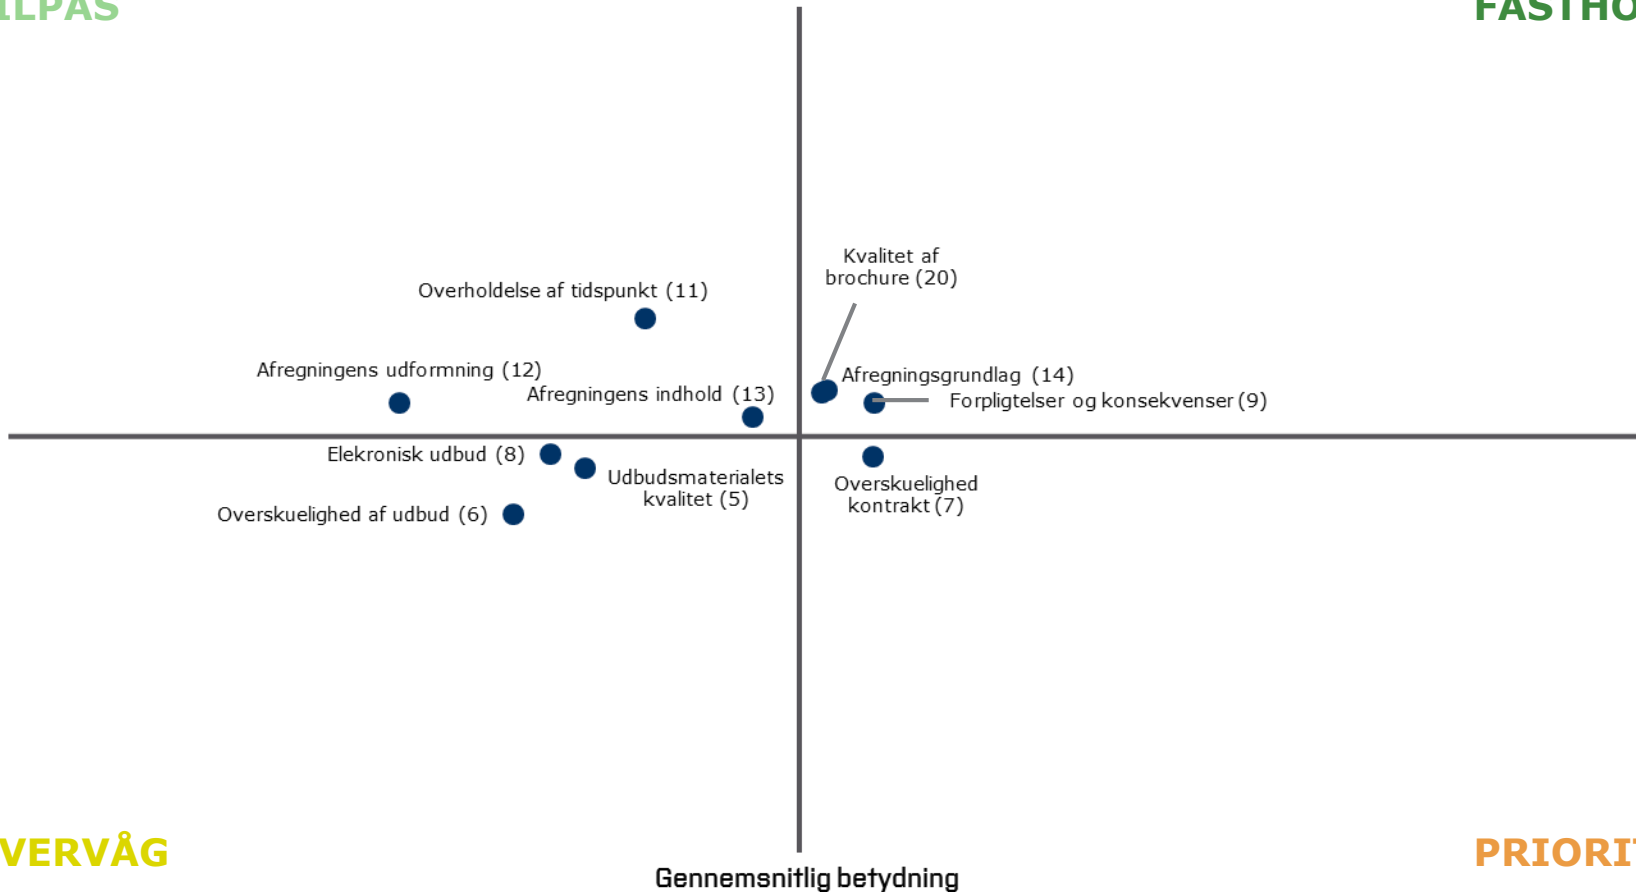 ILPAS
FASTHO
Kvalitet af
brochure (20)
Overholdelse af tidspunkt (11)
Afregningens udformning (12)
Afregningsgrundlag (14)
Afregningens indhold (13)
Forpligtelser og konsekvenser (9)
Elekronisk udbud (8)
Udbudsmaterialets
kvalitet (5)
Overskuelighed
kontrakt (7)
Overskuelighed af udbud (6)
VERVÅG
PRIORIT
Gennemsnitlig betydning